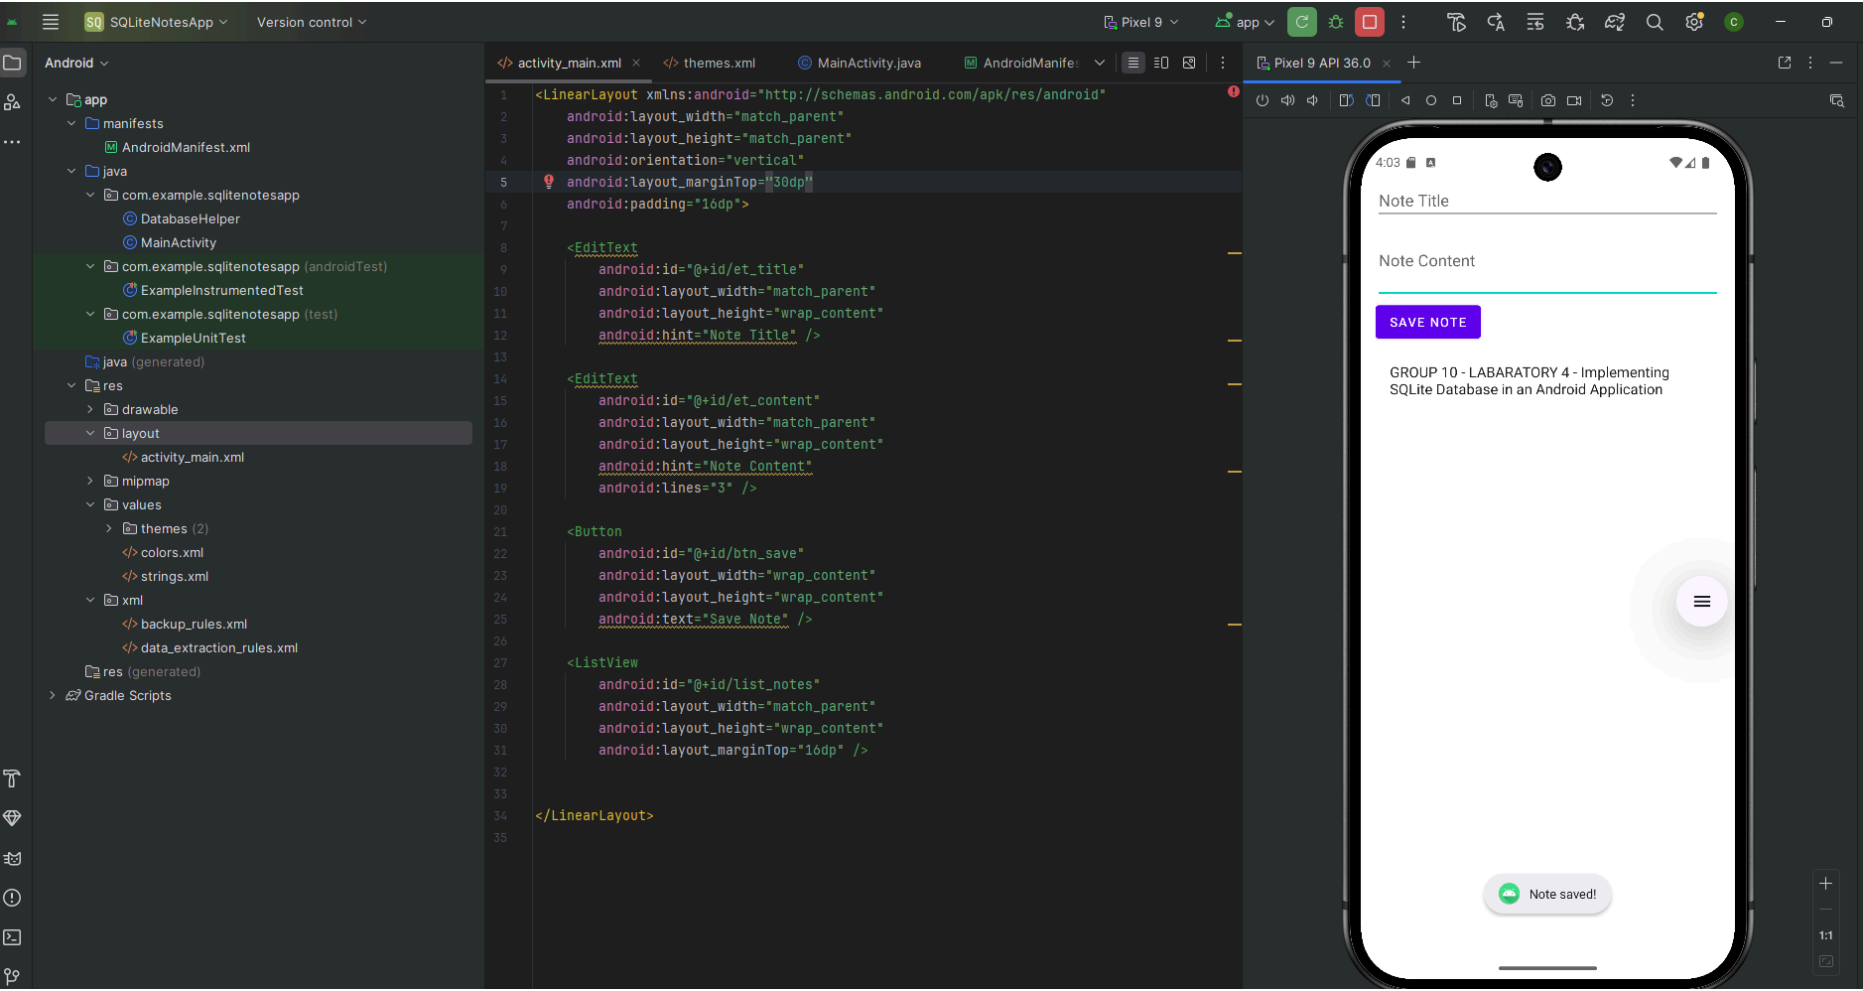 SQ SQLiteNotesApp Version control Pixel 9 app C
Android
app
manifests
AndroidManifest.xml
java
com.example.sqlitenotesapp
DatabaseHelper
MainActivity
com.example.sqlitenotesapp (androidTest)
ExampleInstrumentedTest
com.example.sqlitenotesapp (test)
ExampleUnitTest
java (generated)
res
drawable
layout
activity_main.xml
mipmap
values
themes (2)
colors.xml
strings.xml
xml
backup_rules.xml
data_extraction_rules.xml
res (generated)
Gradle Scripts
activity_main.xml themes.xml MainActivity.java AndroidManifes
1 <LinearLayout xmlns:android="http://schemas.android.com/apk/res/android"
2 android:layout_width="match_parent"
3 android:layout_height="match_parent"
4 android:orientation="vertical"
5 android:layout_marginTop="30dp"
6 android:padding="16dp">
7
8 <EditText
9 android:id="@+id/et_title"
10 android:layout_width="match_parent"
11 android:layout_height="wrap_content"
12 android:hint="Note Title" />
13
14 <EditText
15 android:id="@+id/et_content"
16 android:layout_width="match_parent"
17 android:layout_height="wrap_content"
18 android:hint="Note Content"
19 android:lines="3" />
20
21 <Button
22 android:id="@+id/btn_save"
23 android:layout_width="wrap_content"
24 android:layout_height="wrap_content"
25 android:text="Save Note" />
26
27 <ListView
28 android:id="@+id/list_notes"
29 android:layout_width="match_parent"
30 android:layout_height="wrap_content"
31 android:layout_marginTop="16dp" />
32
33
34 </LinearLayout>
35
Pixel 9 API 36.0
4:03
Note Title
Note Content
SAVE NOTE
GROUP 10 - LABARATORY 4 - Implementing
SQLite Database in an Android Application
Note saved!
1:1